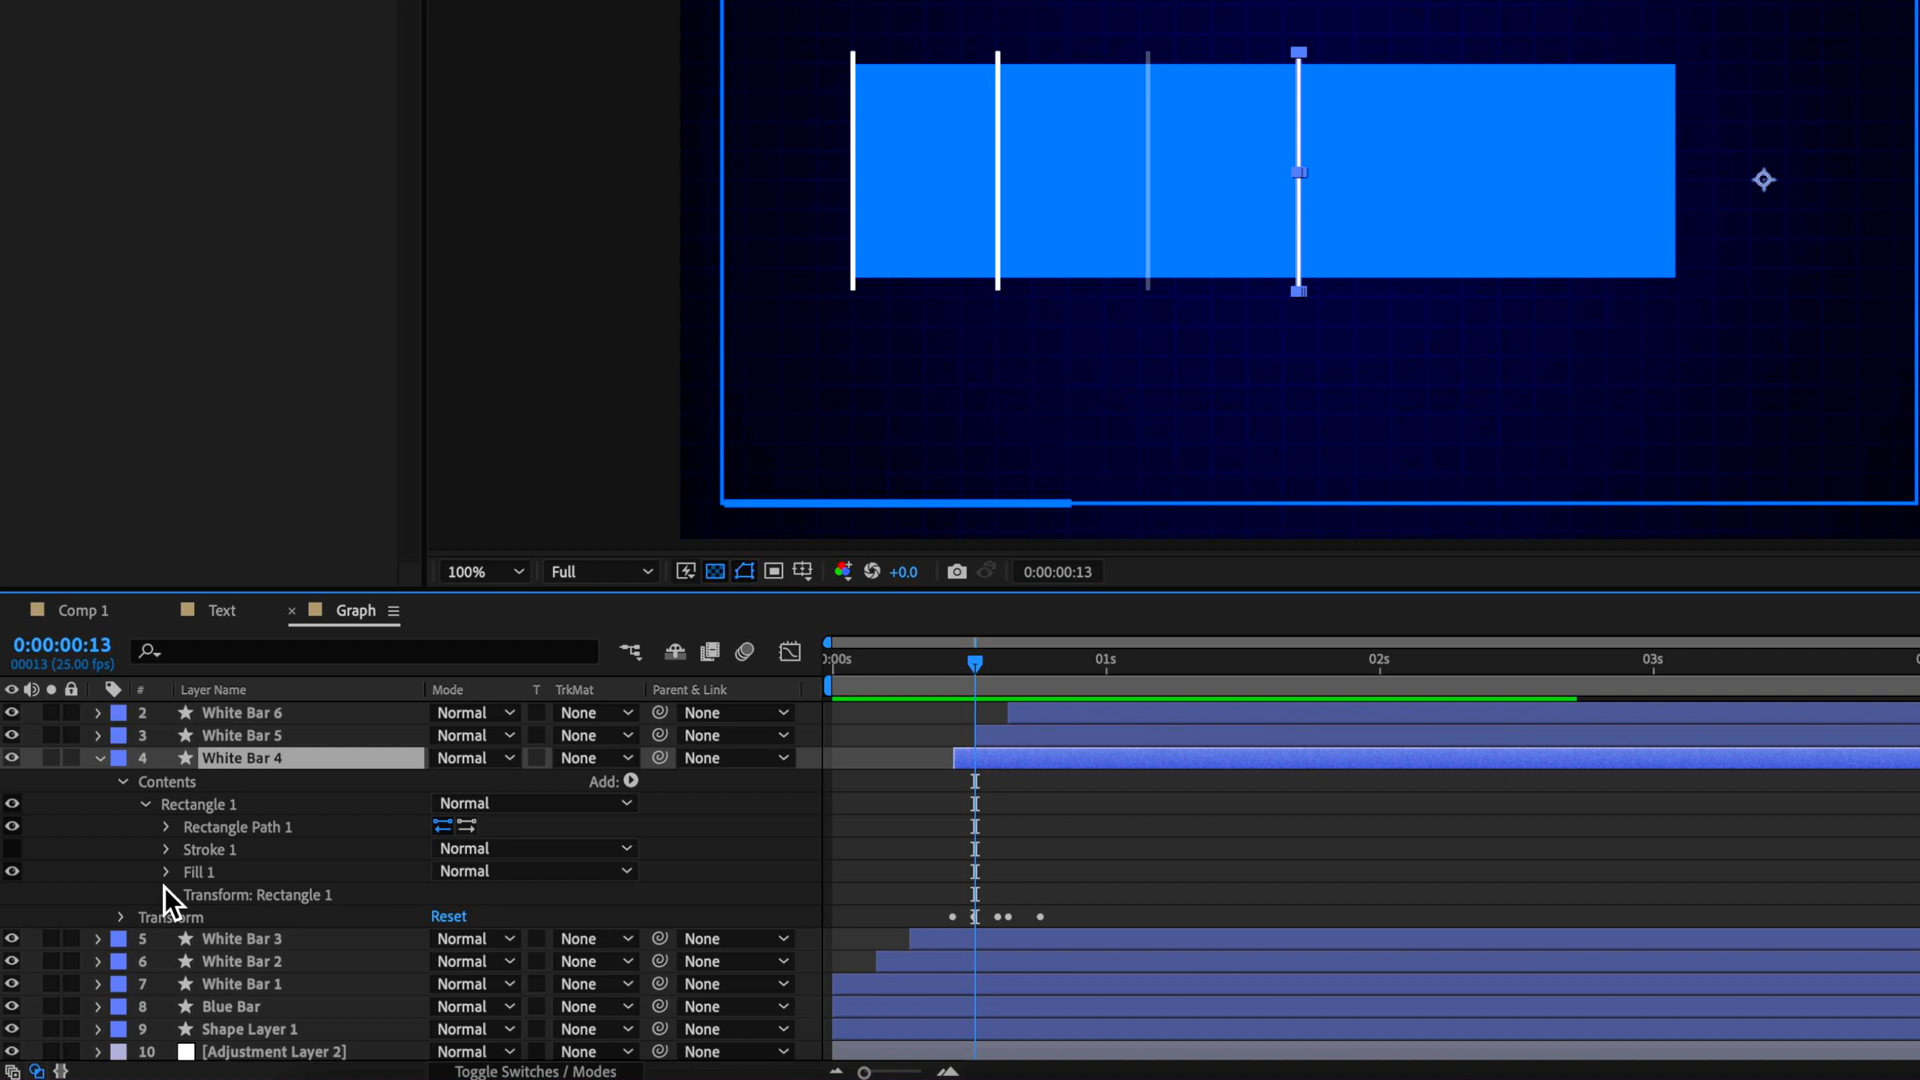 100% Full +0.0 0:00:00:13
Comp 1 Text × Graph
0:00:00:13
00013 (25.00 fps)
0:00s 01s 02s 03s
# Layer Name Mode T TrkMat Parent & Link
2 White Bar 6 Normal None None
3 White Bar 5 Normal None None
4 White Bar 4 Normal None None
Contents Add:
Rectangle 1 Normal
Rectangle Path 1
Stroke 1 Normal
Fill 1 Normal
Transform: Rectangle 1
Transform Reset
5 White Bar 3 Normal None None
6 White Bar 2 Normal None None
7 White Bar 1 Normal None None
8 Blue Bar Normal None None
9 Shape Layer 1 Normal None None
10 [Adjustment Layer 2] Normal None None
Toggle Switches / Modes